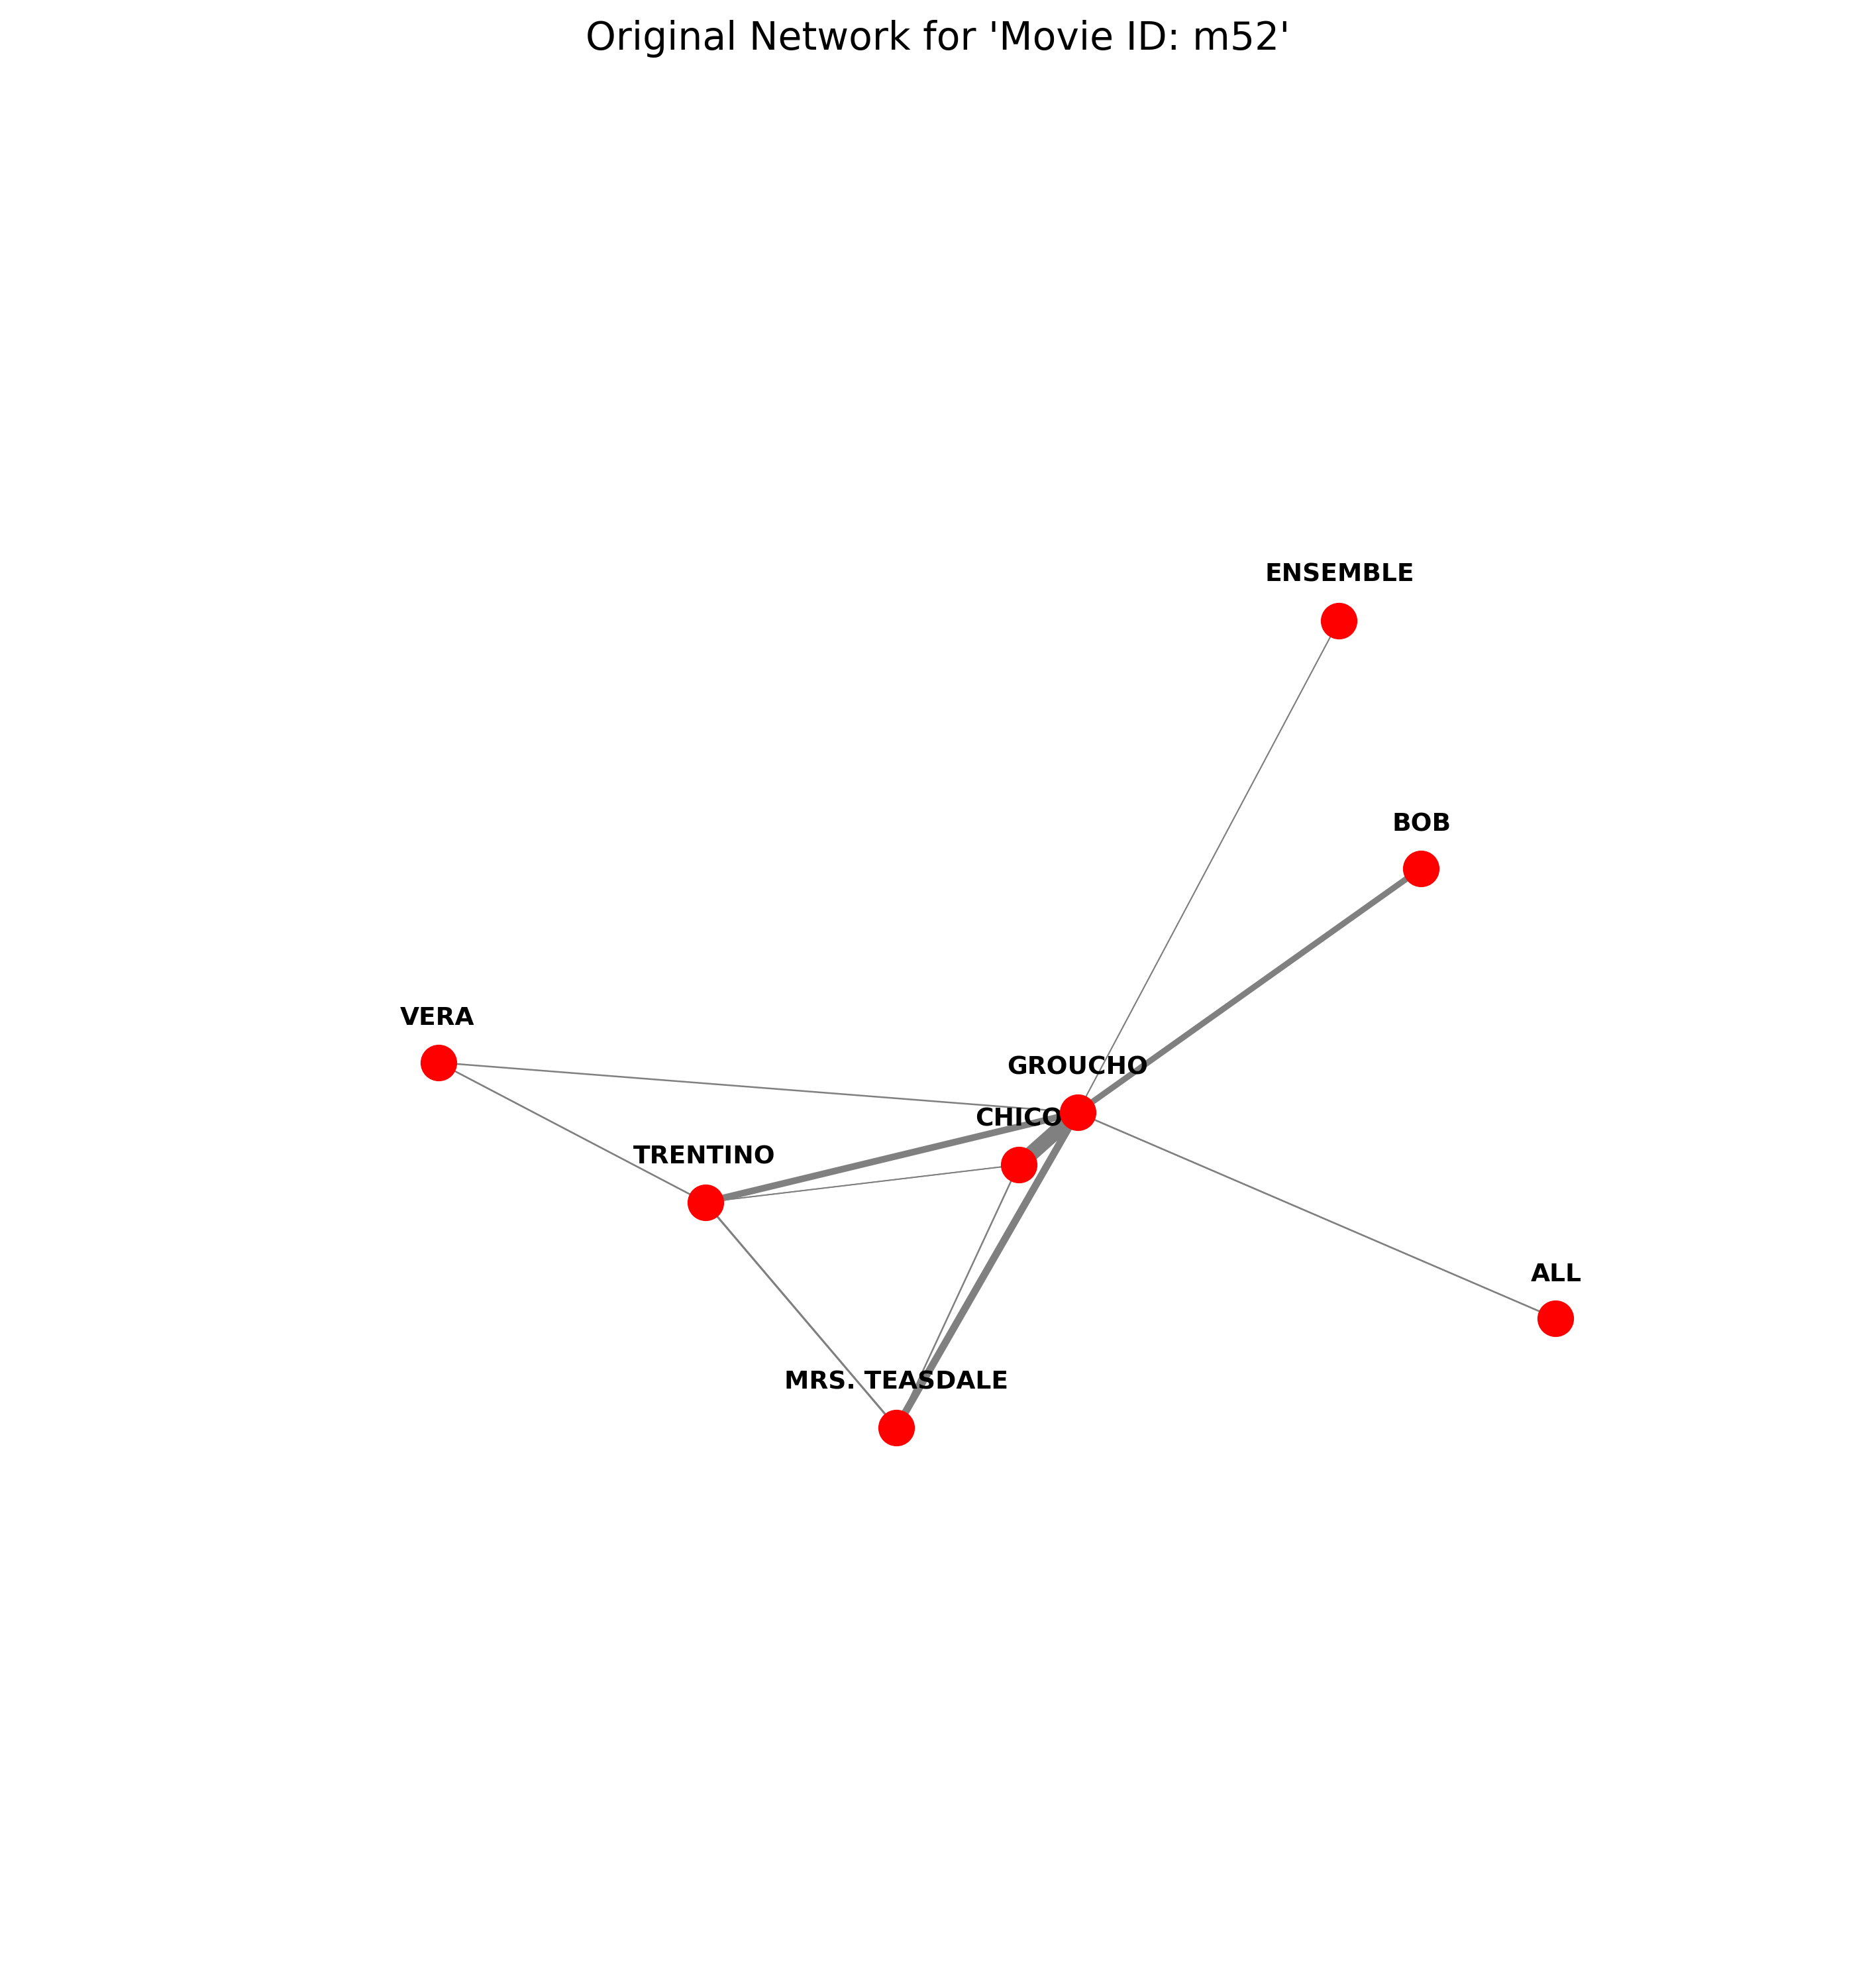 Original Network for 'Movie ID: m52'
ENSEMBLE
BOB
VERA
GROUCHO
CHICO
TRENTINO
ALL
MRS. TEASDALE